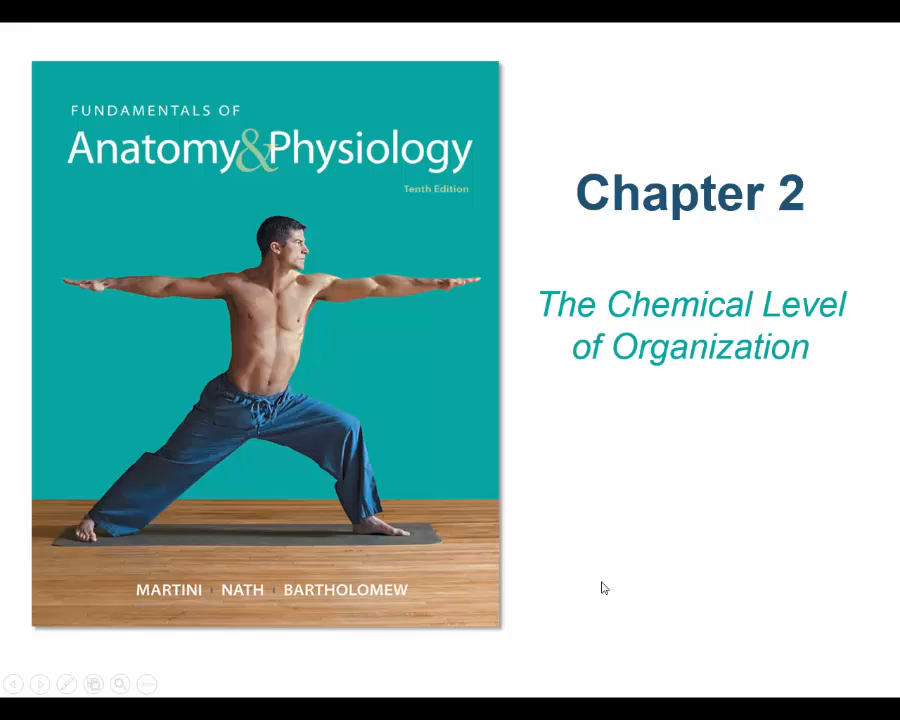 FUNDAMENTALS OF
Anatomy & Physiology
Tenth Edition
MARTINI NATH BARTHOLOMEW
Chapter 2
The Chemical Level
of Organization